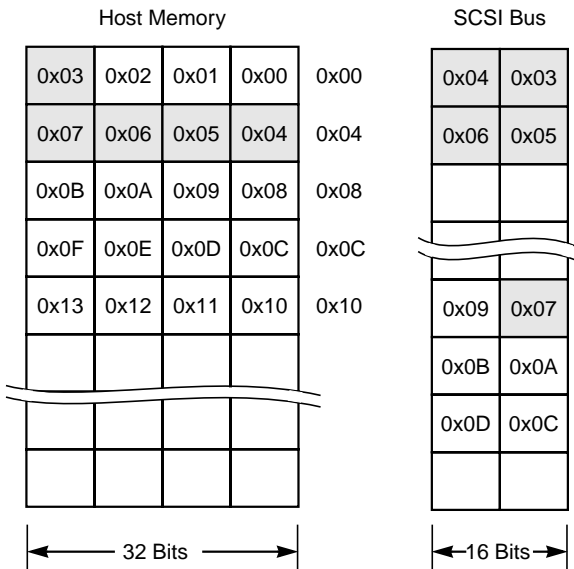 Host Memory
SCSI Bus
0x03 0x02 0x01 0x00 0x00
0x07 0x06 0x05 0x04 0x04
0x0B 0x0A 0x09 0x08 0x08
0x0F 0x0E 0x0D 0x0C 0x0C
0x13 0x12 0x11 0x10 0x10
32 Bits
0x04 0x03
0x06 0x05
0x09 0x07
0x0B 0x0A
0x0D 0x0C
16 Bits